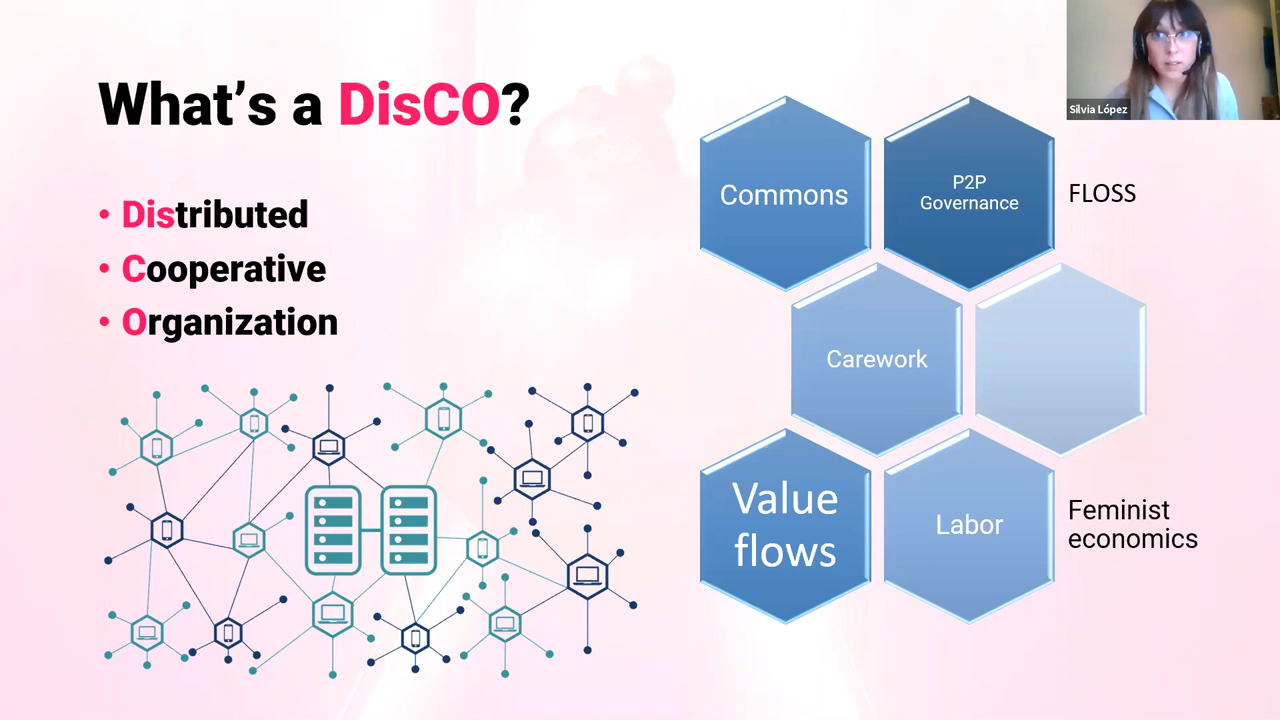 What's a DisCO?
• Distributed
• Cooperative
• Organization
Commons
P2P
Governance
FLOSS
Carework
Value
flows
Labor
Feminist
economics
Silvia López